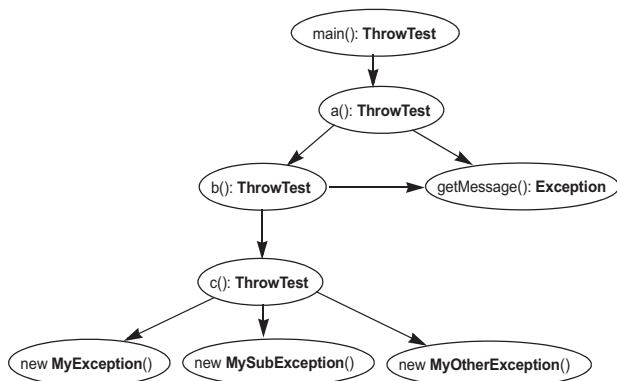 main(): ThrowTest
a(): ThrowTest
b(): ThrowTest
getMessage(): Exception
c(): ThrowTest
new MyException()
new MySubException()
new MyOtherException()